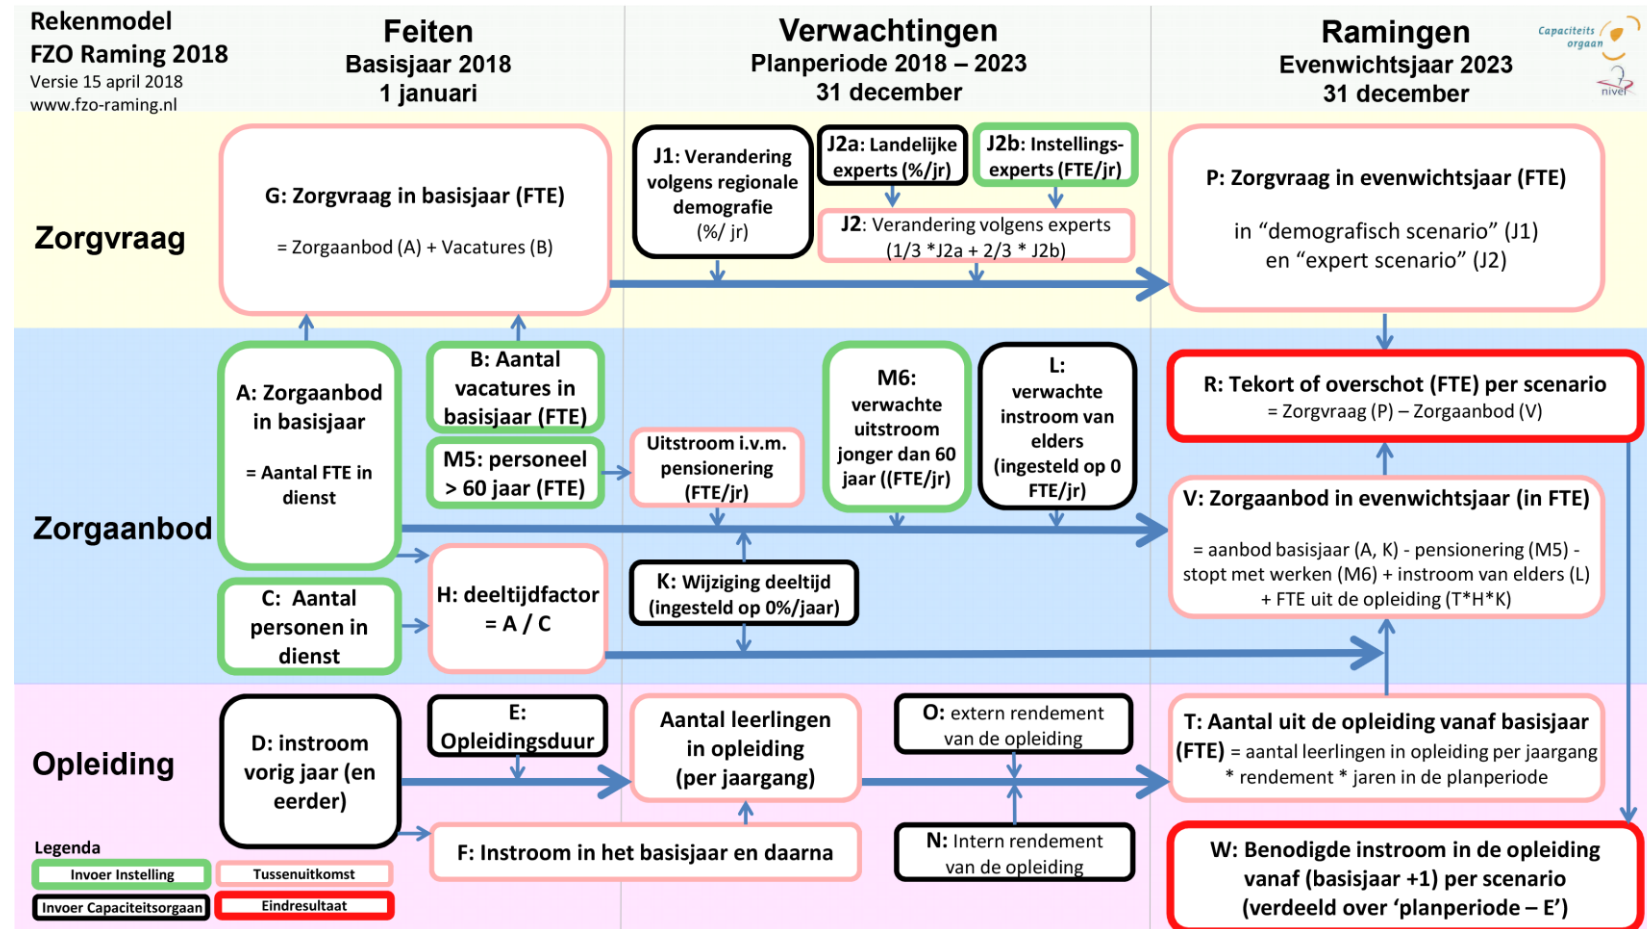 Rekenmodel
FZO Raming 2018
Versie 15 april 2018
www.fzo-raming.nl
Feiten
Basisjaar 2018
1 januari
Verwachtingen
Planperiode 2018 – 2023
31 december
Ramingen
Evenwichtsjaar 2023
31 december
Capaciteits
orgaan
nivel
Zorgvraag
G: Zorgvraag in basisjaar (FTE)
= Zorgaanbod (A) + Vacatures (B)
J1: Verandering
volgens regionale
demografie
(%/ jr)
J2a: Landelijke
experts (%/jr)
J2b: Instellings-
experts (FTE/jr)
J2: Verandering volgens experts
(1/3 *J2a + 2/3 * J2b)
P: Zorgvraag in evenwichtsjaar (FTE)
in “demografisch scenario” (J1)
en “expert scenario” (J2)
Zorgaanbod
A: Zorgaanbod
in basisjaar
= Aantal FTE in
dienst
B: Aantal
vacatures in
basisjaar (FTE)
M5: personeel
> 60 jaar (FTE)
C: Aantal
personen in
dienst
H: deeltijdfactor
= A / C
Uitstroom i.v.m.
pensionering
(FTE/jr)
K: Wijziging deeltijd
(ingesteld op 0%/jaar)
M6:
verwachte
uitstroom
jonger dan 60
jaar ((FTE/jr)
L:
verwachte
instroom van
elders
(ingesteld op 0
FTE/jr)
R: Tekort of overschot (FTE) per scenario
= Zorgvraag (P) – Zorgaanbod (V)
V: Zorgaanbod in evenwichtsjaar (in FTE)
= aanbod basisjaar (A, K) - pensionering (M5) -
stopt met werken (M6) + instroom van elders (L)
+ FTE uit de opleiding (T*H*K)
Opleiding
D: instroom
vorig jaar (en
eerder)
E:
Opleidingsduur
F: Instroom in het basisjaar en daarna
Aantal leerlingen
in opleiding
(per jaargang)
O: extern rendement
van de opleiding
N: Intern rendement
van de opleiding
T: Aantal uit de opleiding vanaf basisjaar
(FTE) = aantal leerlingen in opleiding per jaargang
* rendement * jaren in de planperiode
W: Benodigde instroom in de opleiding
vanaf (basisjaar +1) per scenario
(verdeeld over ‘planperiode – E’)
Legenda
Invoer Instelling
Tussenuitkomst
Invoer Capaciteitsorgaan
Eindresultaat